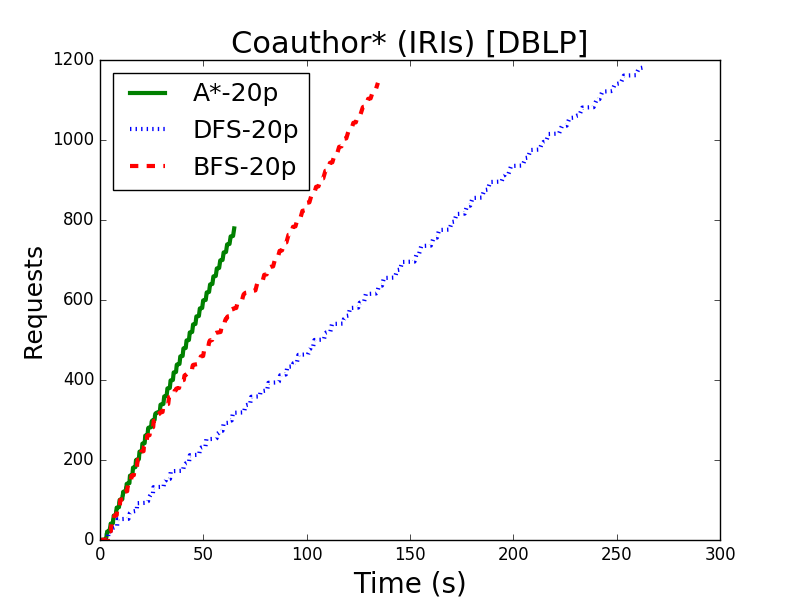 Coauthor* (IRIs) [DBLP]
A*-20p
DFS-20p
BFS-20p
Requests
1200
1000
800
600
400
200
0
0 50 100 150 200 250 300
Time (s)